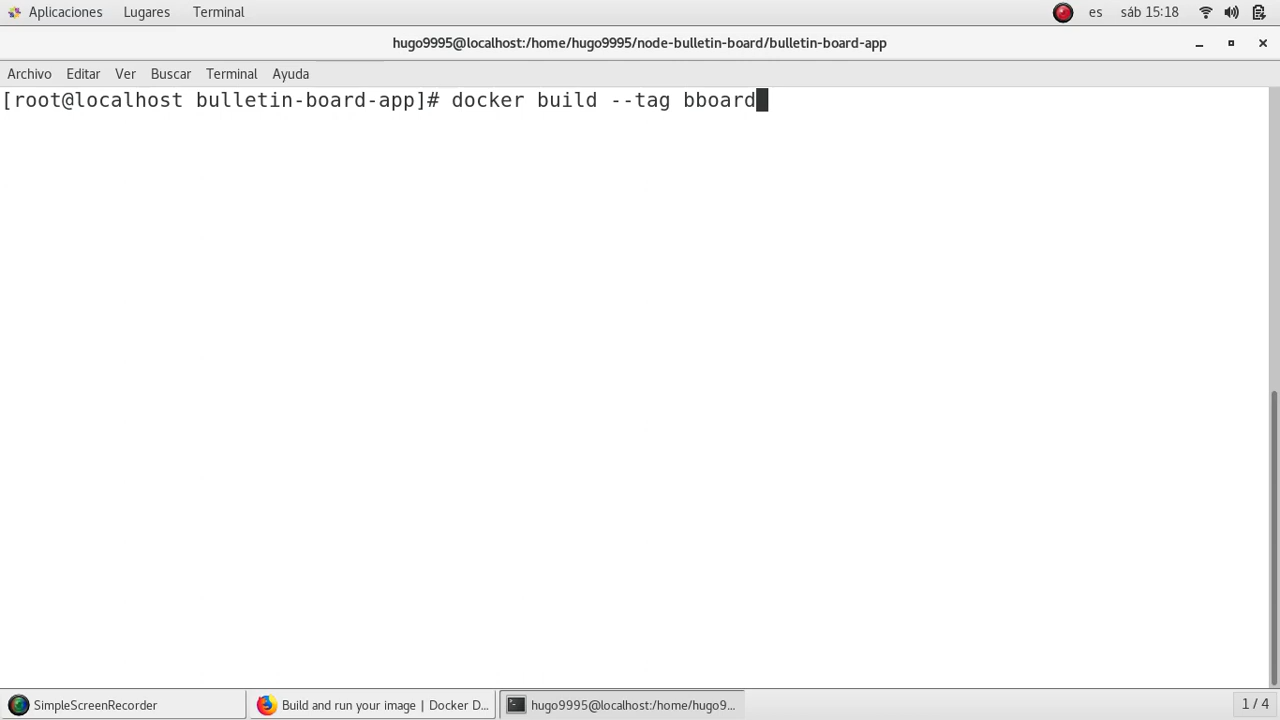 Aplicaciones Lugares Terminal es sáb 15:18
hugo9995@localhost:/home/hugo9995/node-bulletin-board/bulletin-board-app
Archivo Editar Ver Buscar Terminal Ayuda
[root@localhost bulletin-board-app]# docker build --tag bboard
SimpleScreenRecorder Build and run your image | Docker D... hugo9995@localhost:/home/hugo9... 1 / 4